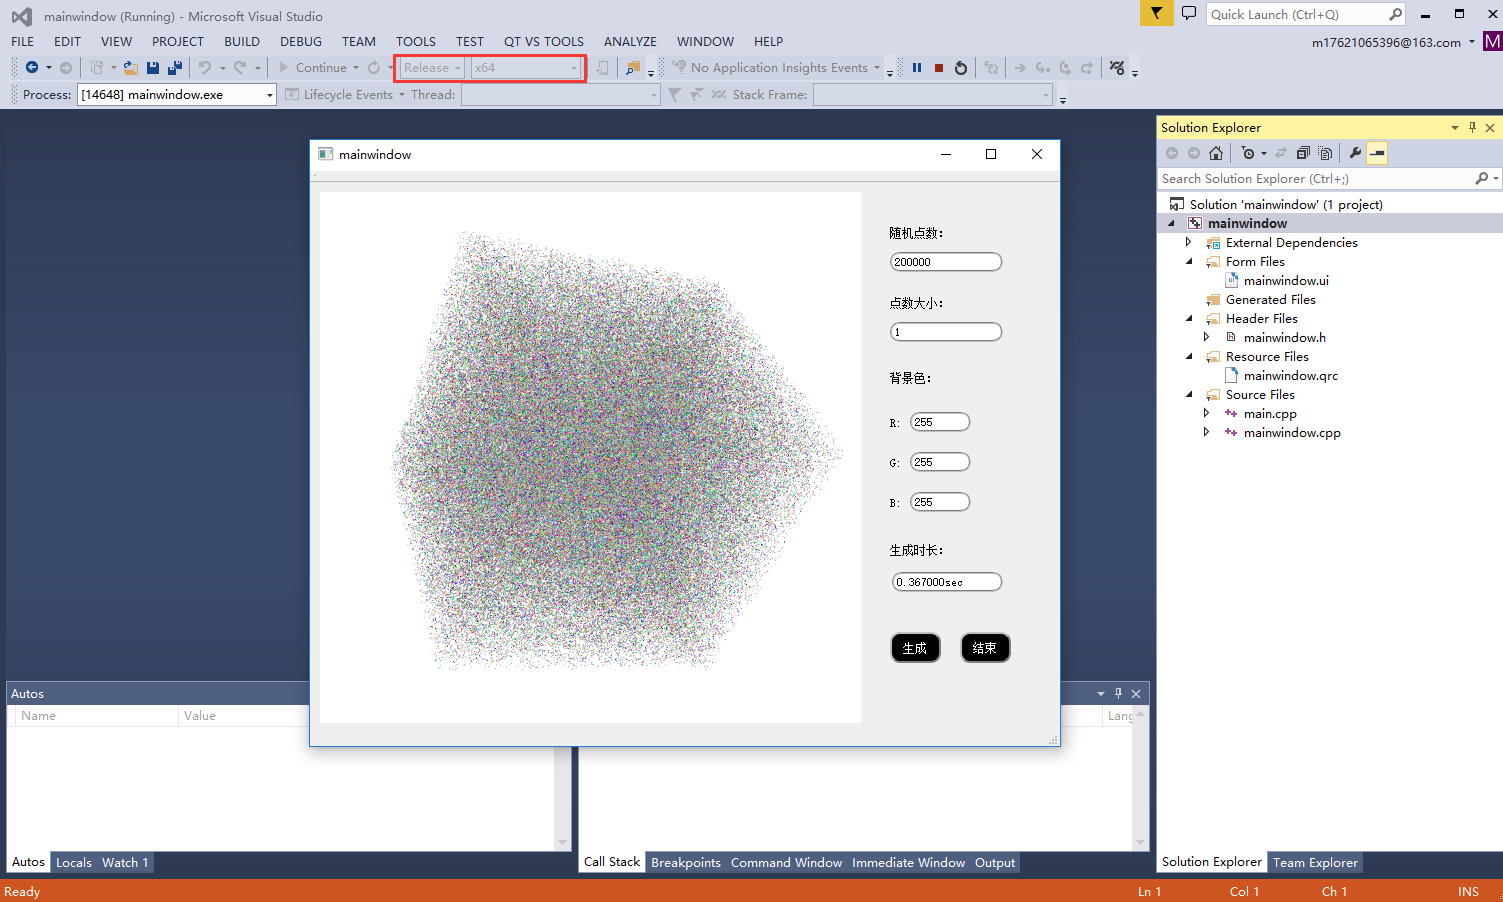 mainwindow (Running) - Microsoft Visual Studio
Quick Launch (Ctrl+Q)
FILE EDIT VIEW PROJECT BUILD DEBUG TEAM TOOLS TEST QT VS TOOLS ANALYZE WINDOW HELP
m17621065396@163.com M
Continue Release x64 No Application Insights Events
Process: [14648] mainwindow.exe Lifecycle Events Thread: Stack Frame:
Solution Explorer
Search Solution Explorer (Ctrl+;)
Solution 'mainwindow' (1 project)
mainwindow
External Dependencies
Form Files
mainwindow.ui
Generated Files
Header Files
mainwindow.h
Resource Files
mainwindow.qrc
Source Files
main.cpp
mainwindow.cpp
mainwindow
随机点数:
200000
点数大小:
1
背景色:
R: 255
G: 255
B: 255
生成时长:
0.367000sec
生成 结束
Autos
Name Value
Lang
Autos Locals Watch 1
Call Stack Breakpoints Command Window Immediate Window Output
Solution Explorer Team Explorer
Ready Ln 1 Col 1 Ch 1 INS